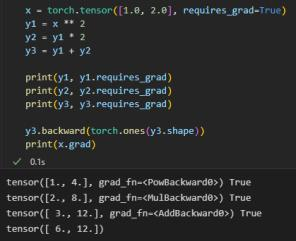 x = torch.tensor([1.0, 2.0], requires_grad=True)
y1 = x ** 2
y2 = y1 * 2
y3 = y1 + y2
print(y1, y1.requires_grad)
print(y2, y2.requires_grad)
print(y3, y3.requires_grad)
y3.backward(torch.ones(y3.shape))
print(x.grad)
✓ 0.1s
tensor([1., 4.], grad_fn=<PowBackward0>) True
tensor([2., 8.], grad_fn=<MulBackward0>) True
tensor([ 3., 12.], grad_fn=<AddBackward0>) True
tensor([ 6., 12.])